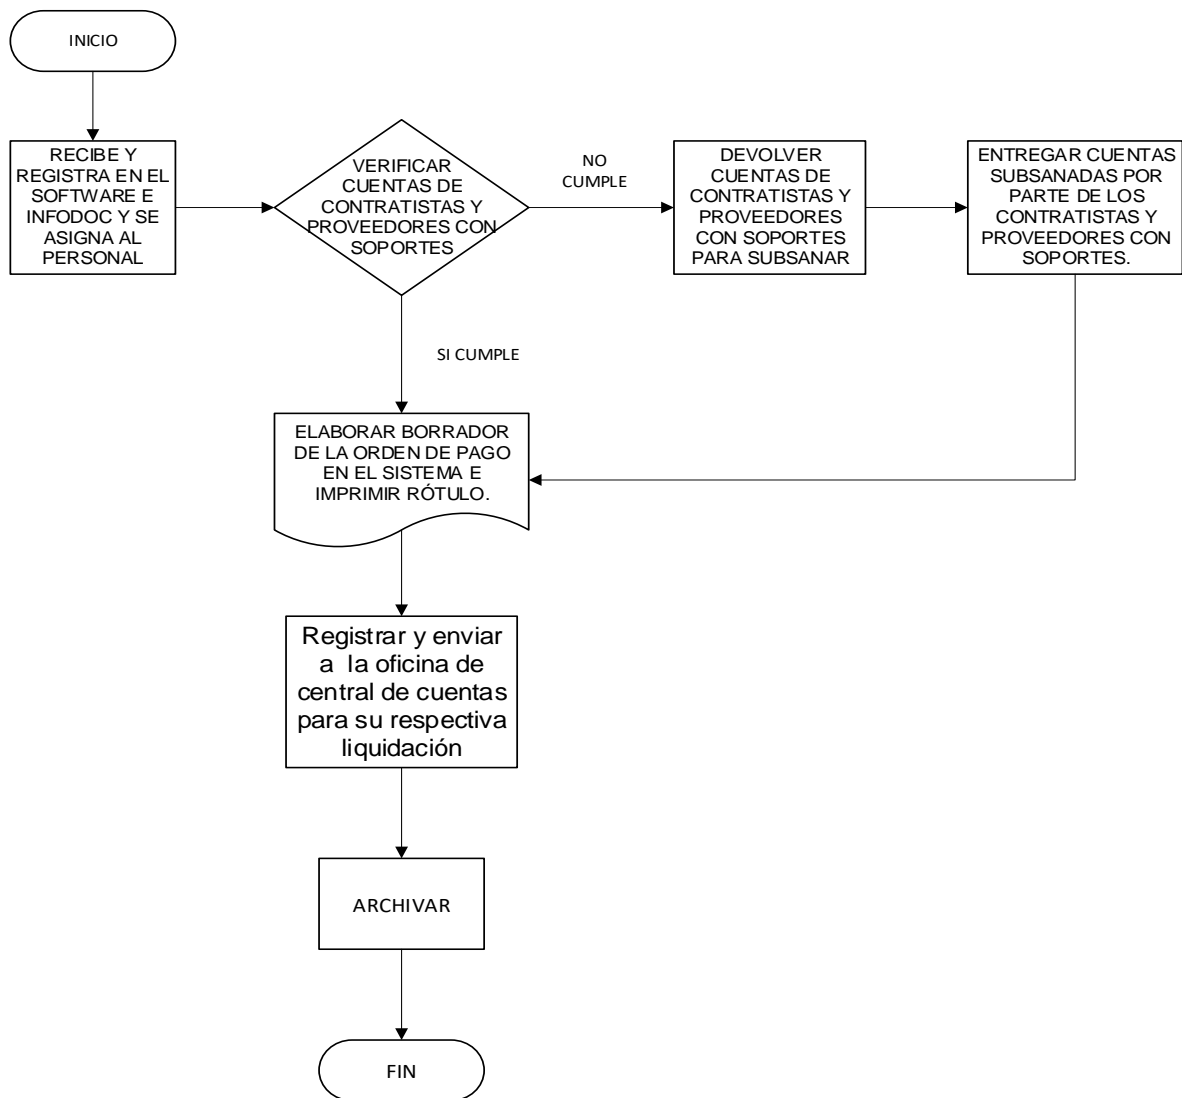 INICIO
RECIBE Y
REGISTRA EN EL
SOFTWARE E
INFODOC Y SE
ASIGNA AL
PERSONAL
VERIFICAR
CUENTAS DE
CONTRATISTAS Y
PROVEEDORES CON
SOPORTES
NO
CUMPLE
DEVOLVER
CUENTAS DE
CONTRATISTAS Y
PROVEEDORES
CON SOPORTES
PARA SUBSANAR
ENTREGAR CUENTAS
SUBSANADAS POR
PARTE DE LOS
CONTRATISTAS Y
PROVEEDORES CON
SOPORTES.
SI CUMPLE
ELABORAR BORRADOR
DE LA ORDEN DE PAGO
EN EL SISTEMA E
IMPRIMIR RÓTULO.
Registrar y enviar
a la oficina de
central de cuentas
para su respectiva
liquidación
ARCHIVAR
FIN